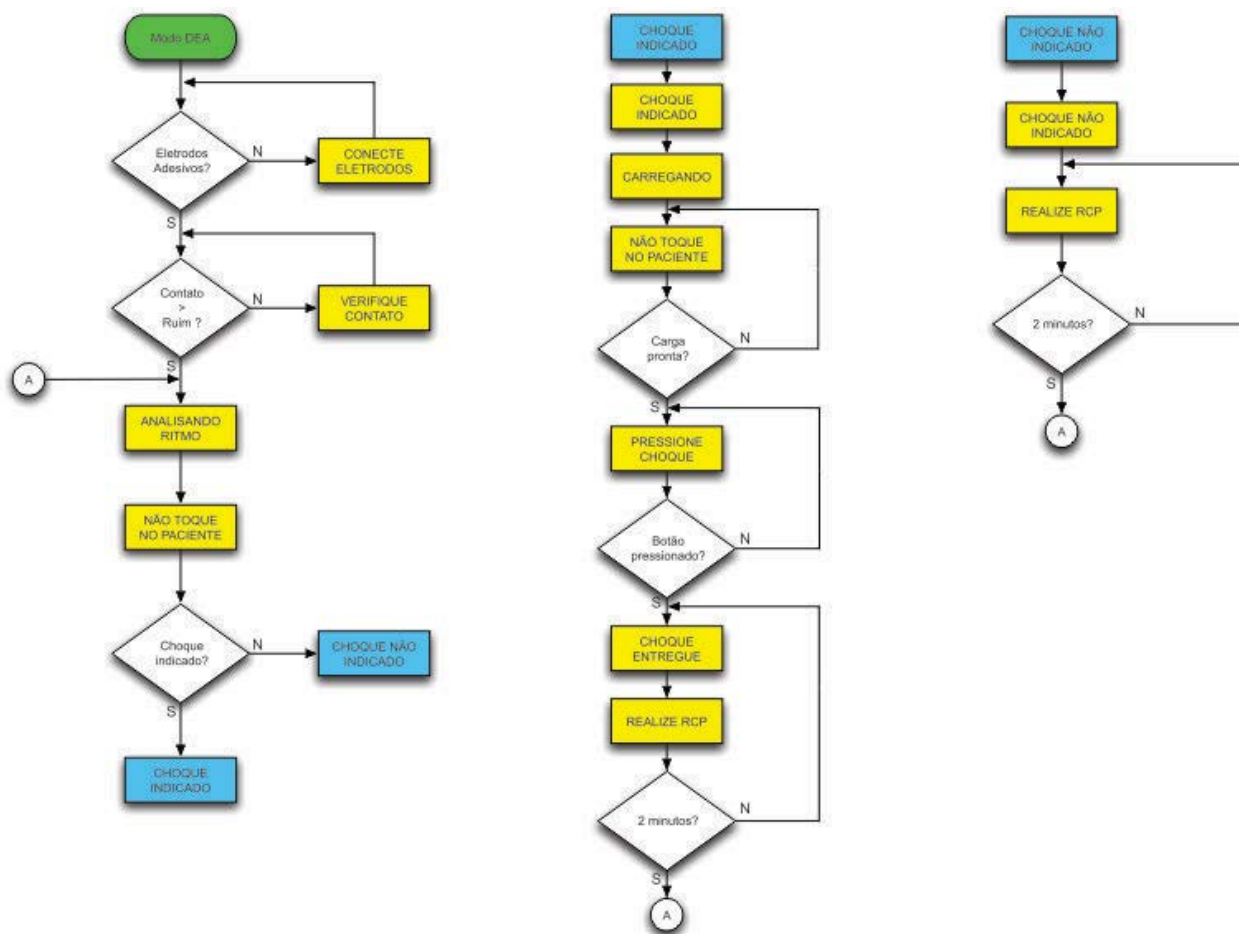 Modo DEA
Eletrodos
Adesivos?
N
CONECTE
ELETRODOS
S
Contato
>
Ruim ?
N
VERIFIQUE
CONTATO
S
A
ANALISANDO
RITMO
NÃO TOQUE
NO PACIENTE
Choque
indicado?
N
CHOQUE NÃO
INDICADO
S
CHOQUE
INDICADO
CHOQUE
INDICADO
CHOQUE
INDICADO
CARREGANDO
NÃO TOQUE
NO PACIENTE
Carga
pronta?
N
S
PRESSIONE
CHOQUE
Botão
pressionado?
N
S
CHOQUE
ENTREGUE
REALIZE RCP
2 minutos?
N
S
A
CHOQUE NÃO
INDICADO
CHOQUE NÃO
INDICADO
REALIZE RCP
2 minutos?
N
S
A